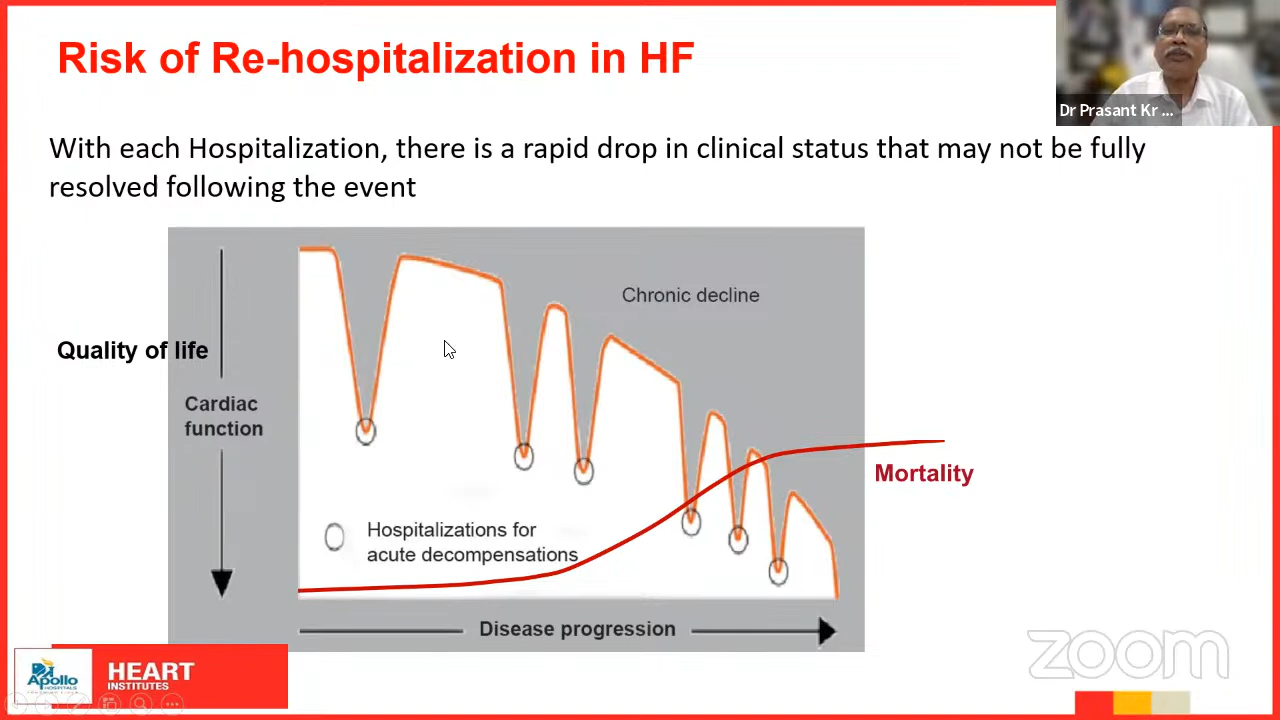 Risk of Re-hospitalization in HF
Dr Prasant Kr ...
With each Hospitalization, there is a rapid drop in clinical status that may not be fully
resolved following the event
Chronic decline
Quality of life
Cardiac
function
Mortality
Hospitalizations for
acute decompensations
Disease progression
zoom
Apollo
HOSPITALS
HEART
INSTITUTES